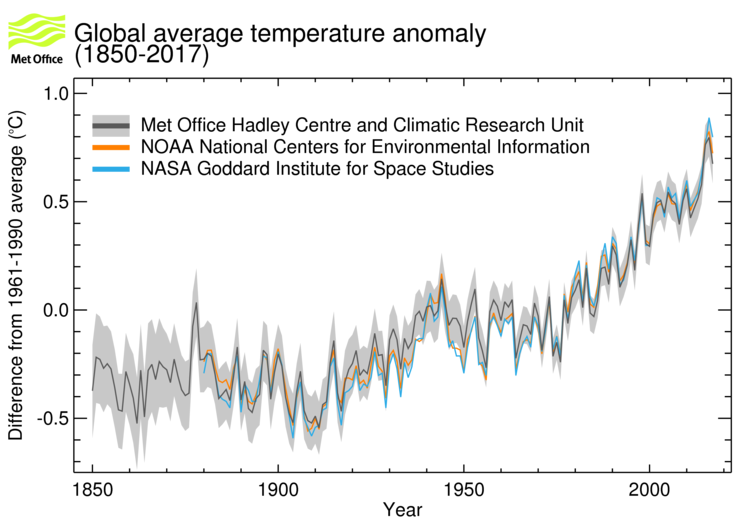 Met Office
Global average temperature anomaly
(1850-2017)
Difference from 1961-1990 average (°C)
1.0
0.5
0.0
-0.5
Met Office Hadley Centre and Climatic Research Unit
NOAA National Centers for Environmental Information
NASA Goddard Institute for Space Studies
1850
1900
1950
2000
Year